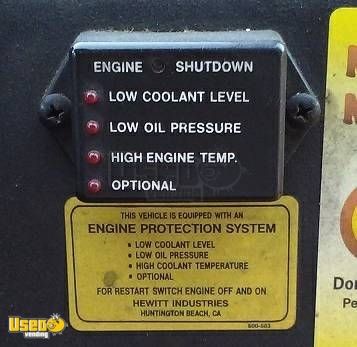 ENGINE SHUTDOWN
LOW COOLANT LEVEL
LOW OIL PRESSURE
HIGH ENGINE TEMP.
OPTIONAL
THIS VEHICLE IS EQUIPPED WITH AN
ENGINE PROTECTION SYSTEM
• LOW COOLANT LEVEL
• LOW OIL PRESSURE
• HIGH COOLANT TEMPERATURE
• OPTIONAL
FOR RESTART SWITCH ENGINE OFF AND ON
HEWITT INDUSTRIES
HUNTINGTON BEACH, CA
Used
vending